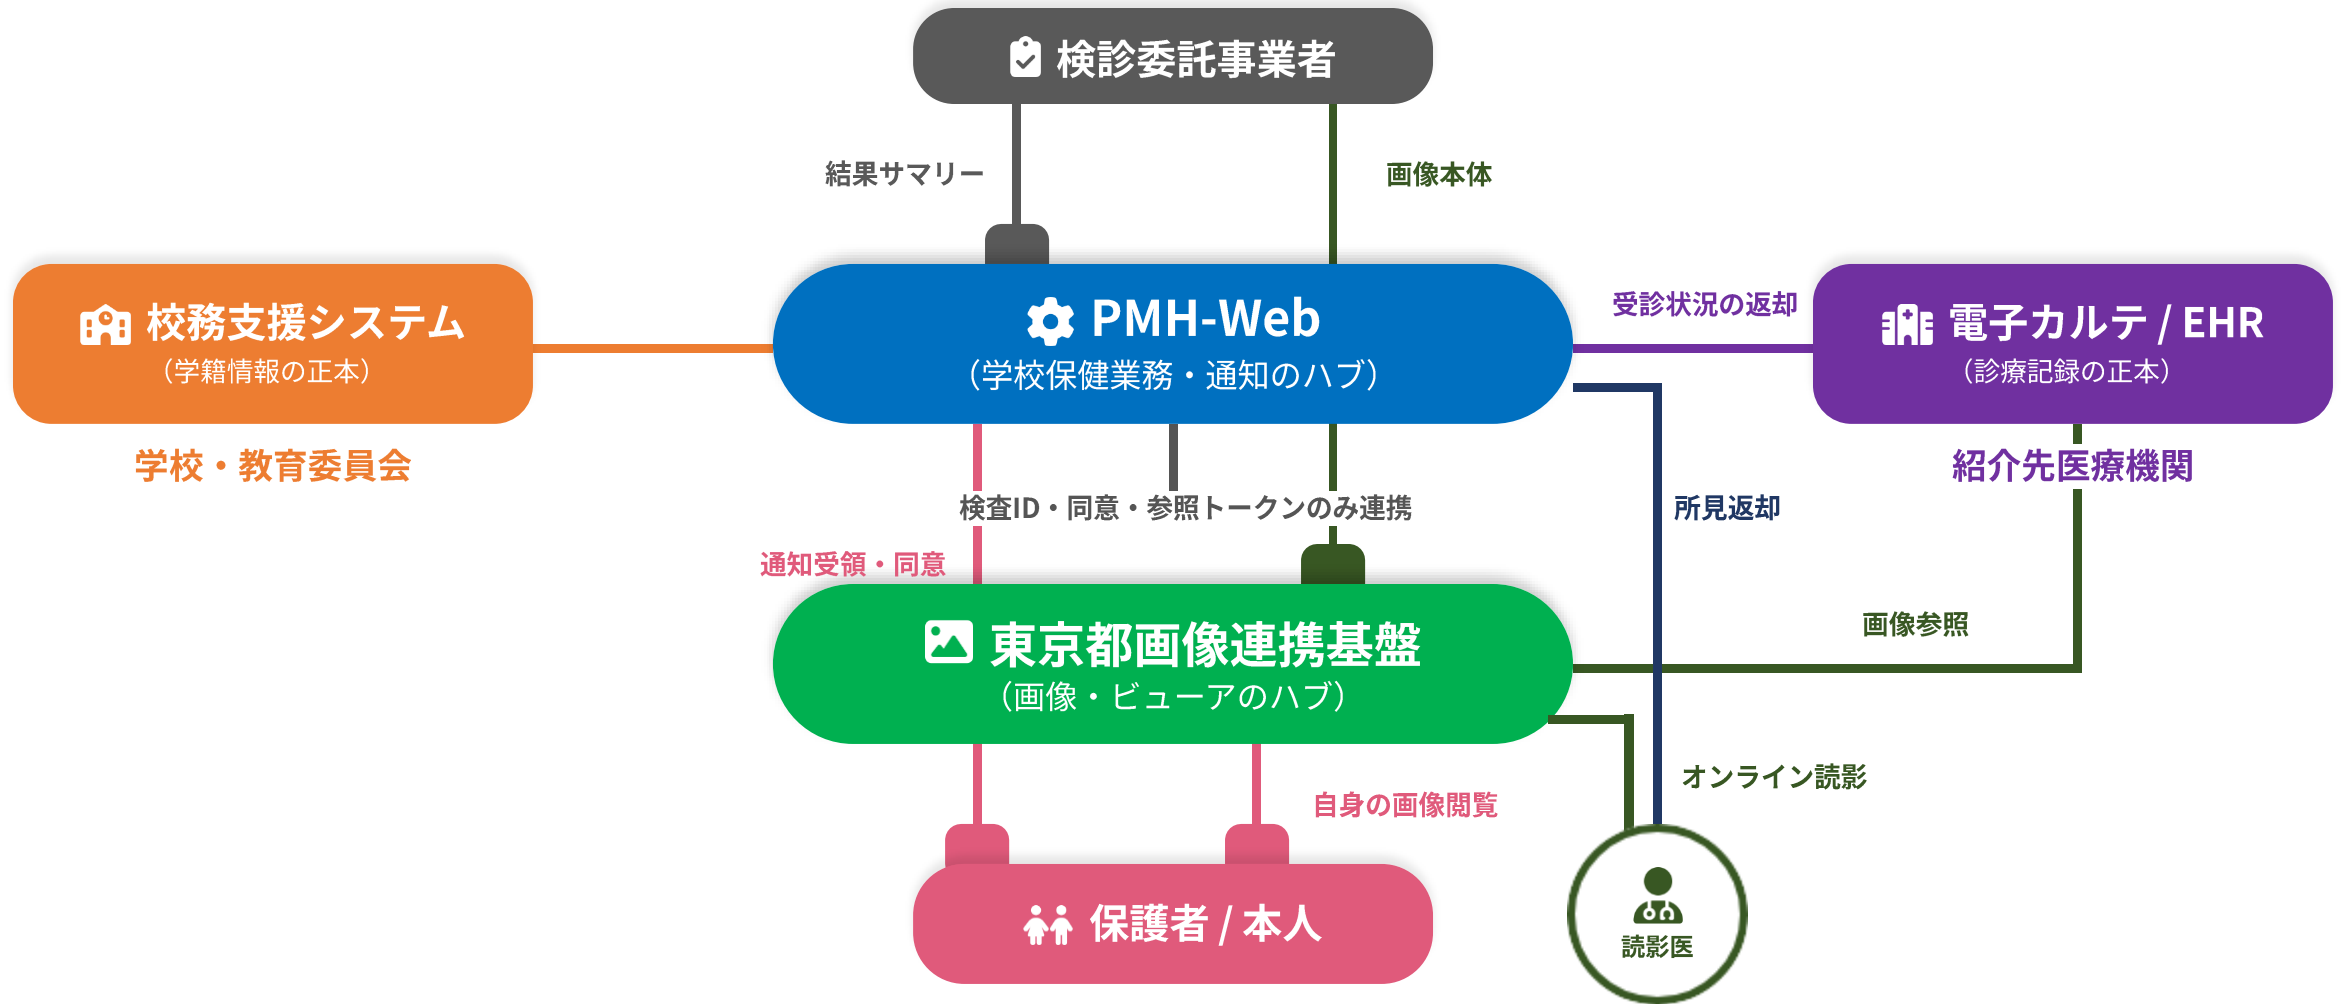 検診委託事業者
結果サマリー
画像本体
校務支援システム
（学籍情報の正本）
学校・教育委員会
PMH-Web
（学校保健業務・通知のハブ）
受診状況の返却
電子カルテ / EHR
（診療記録の正本）
紹介先医療機関
検査ID・同意・参照トークンのみ連携
所見返却
通知受領・同意
東京都画像連携基盤
（画像・ビューアのハブ）
画像参照
オンライン読影
自身の画像閲覧
保護者 / 本人
読影医